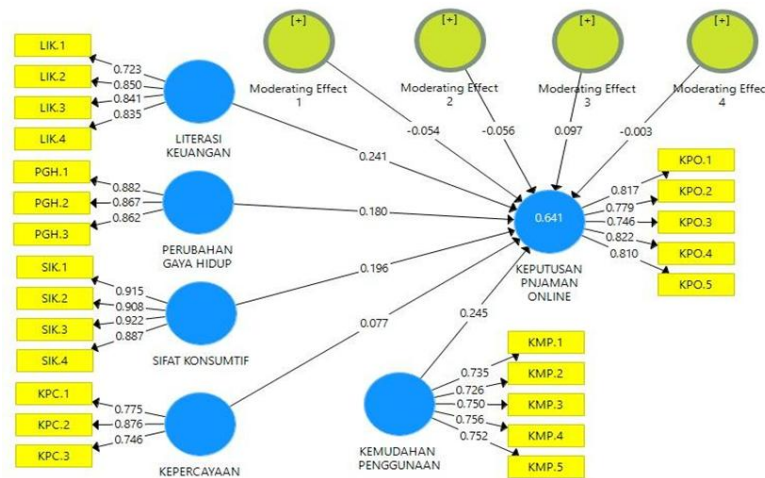 [+]
[+]
[+]
[+]
Moderating Effect
1
Moderating Effect
2
Moderating Effect
3
Moderating Effect
4
LIK.1
LIK.2
LIK.3
LIK.4
0.723
0.850
0.841
0.835
LITERASI
KEUANGAN
-0.054
-0.056
0.097
-0.003
0.241
PGH.1
PGH.2
PGH.3
0.882
0.867
0.862
PERUBAHAN
GAYA HIDUP
0.180
0.641
KEPUTUSAN
PNJAMAN
ONLINE
0.817
0.779
0.746
0.822
0.810
KPO.1
KPO.2
KPO.3
KPO.4
KPO.5
SIK.1
SIK.2
SIK.3
SIK.4
0.915
0.908
0.922
0.887
SIFAT KONSUMTIF
0.196
0.077
0.245
KPC.1
KPC.2
KPC.3
0.775
0.876
0.746
KEPERCAYAAN
KEMUDAHAN
PENGGUNAAN
0.735
0.726
0.750
0.756
0.752
KMP.1
KMP.2
KMP.3
KMP.4
KMP.5